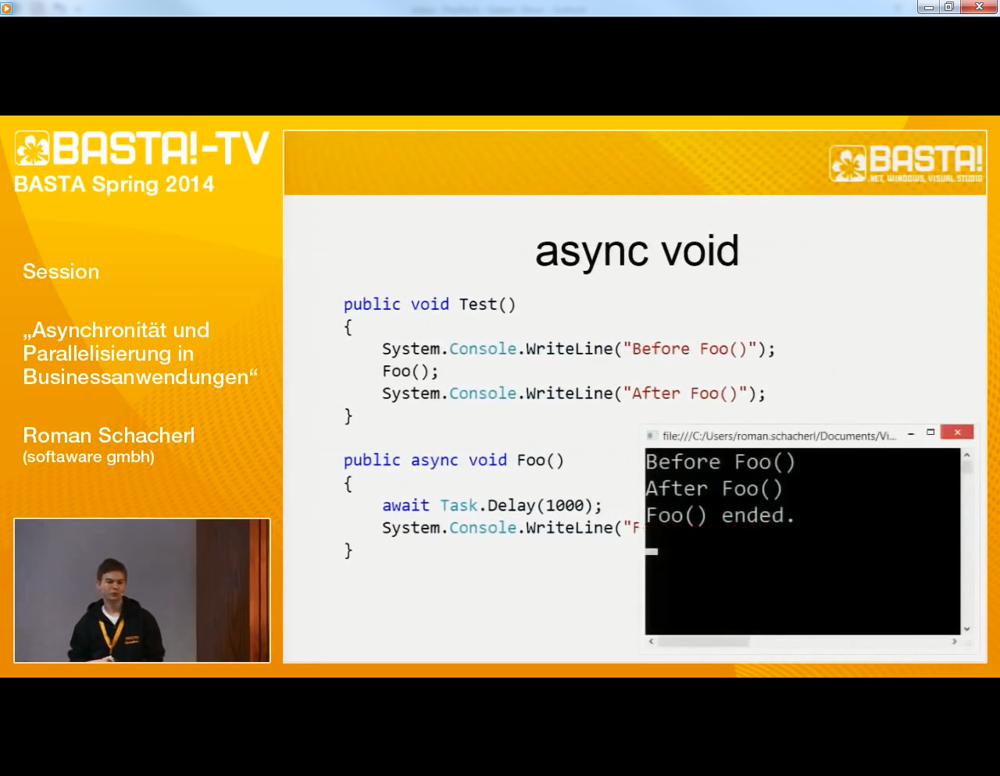 BASTA!-TV
BASTA Spring 2014
Session
„Asynchronität und
Parallelisierung in
Businessanwendungen“
Roman Schacherl
(softaware gmbh)
BASTA!
.NET, WINDOWS, VISUAL STUDIO
async void
public void Test()
{
System.Console.WriteLine("Before Foo()");
Foo();
System.Console.WriteLine("After Foo()");
}
public async void Foo()
{
await Task.Delay(1000);
System.Console.WriteLine("F
}
file:///C:/Users/roman.schacherl/Documents/Vi...
Before Foo()
After Foo()
Foo() ended.